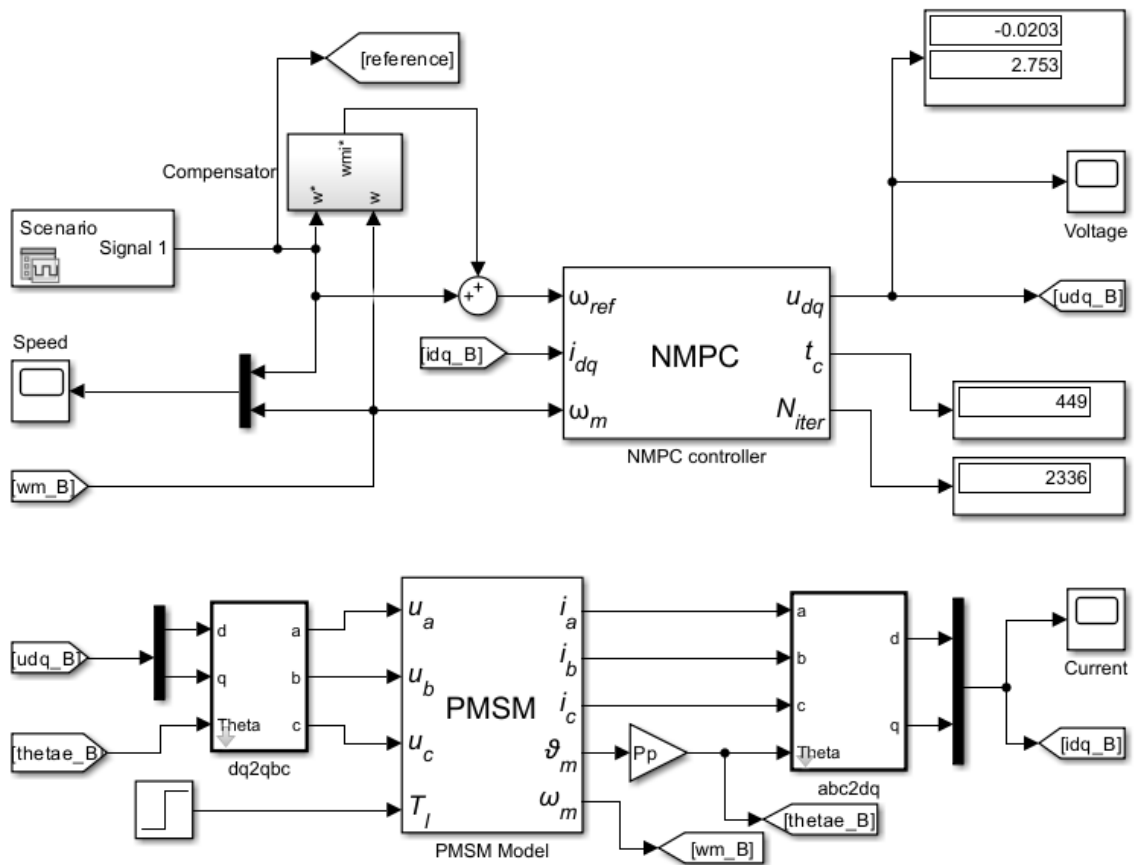 -0.0203
2.753
[reference]
Compensator
wmi*
w*
w
Scenario
Signal 1
Voltage
ω_ref
u_dq
[udq_B]
Speed
[idq_B]
i_dq
NMPC
t_c
449
ω_m
N_iter
NMPC controller
[wm_B]
2336
u_a
i_a
a
d
a
d
[udq_B]
q
b
u_b
PMSM
i_b
b
Current
i_c
c
q
Theta
c
u_c
ϑ_m
Pp
Theta
[idq_B]
[thetae_B]
dq2qbc
abc2dq
T_l
ω_m
[thetae_B]
PMSM Model
[wm_B]